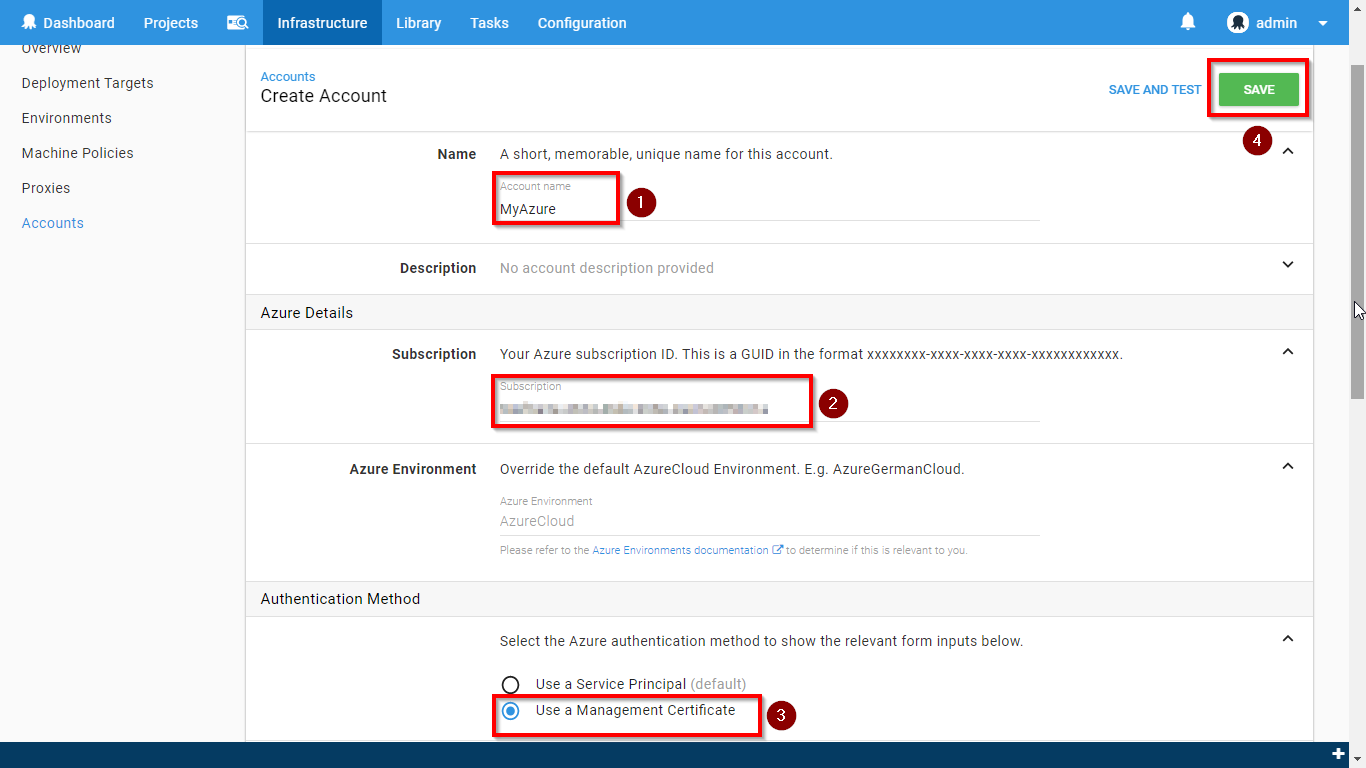 Dashboard Projects Infrastructure Library Tasks Configuration admin
Overview
Deployment Targets
Environments
Machine Policies
Proxies
Accounts
Accounts
Create Account
SAVE AND TEST SAVE
4
Name A short, memorable, unique name for this account.
Account name
MyAzure
1
Description No account description provided
Azure Details
Subscription Your Azure subscription ID. This is a GUID in the format xxxxxxxx-xxxx-xxxx-xxxx-xxxxxxxxxxxx.
Subscription
2
Azure Environment Override the default AzureCloud Environment. E.g. AzureGermanCloud.
Azure Environment
AzureCloud
Please refer to the Azure Environments documentation to determine if this is relevant to you.
Authentication Method
Select the Azure authentication method to show the relevant form inputs below.
Use a Service Principal (default)
Use a Management Certificate
3